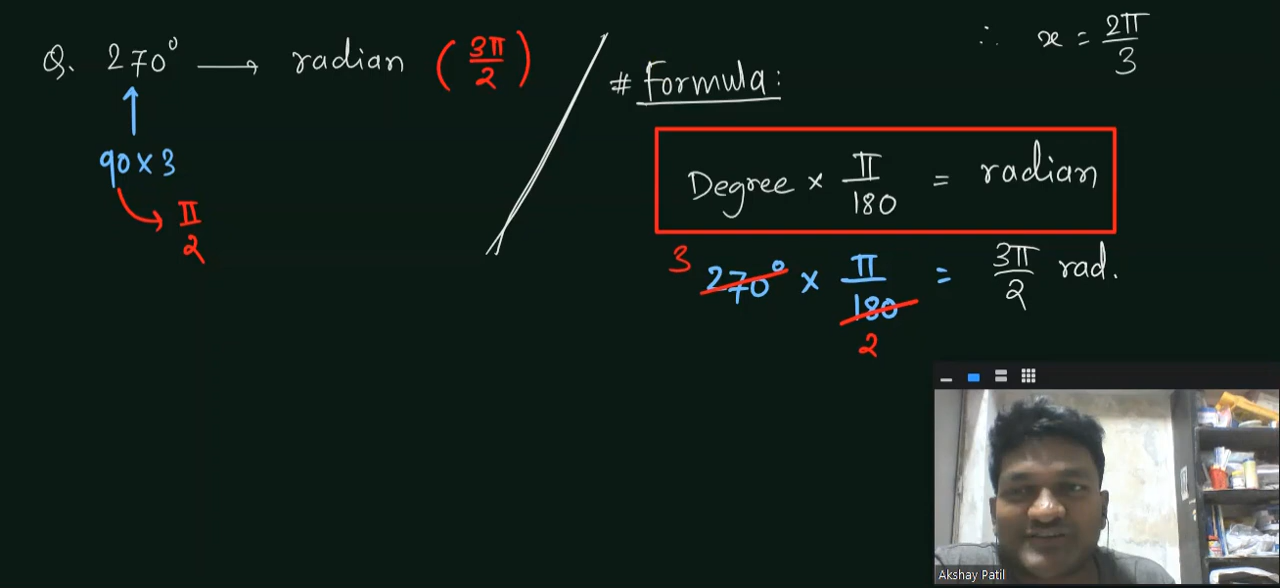 Q. 270° → radian (3π/2)
90 × 3
π/2
∴ x = 2π/3
# Formula:
Degree × π/180 = radian
3 270° × π/180 = 3π/2 rad.
2
Akshay Patil